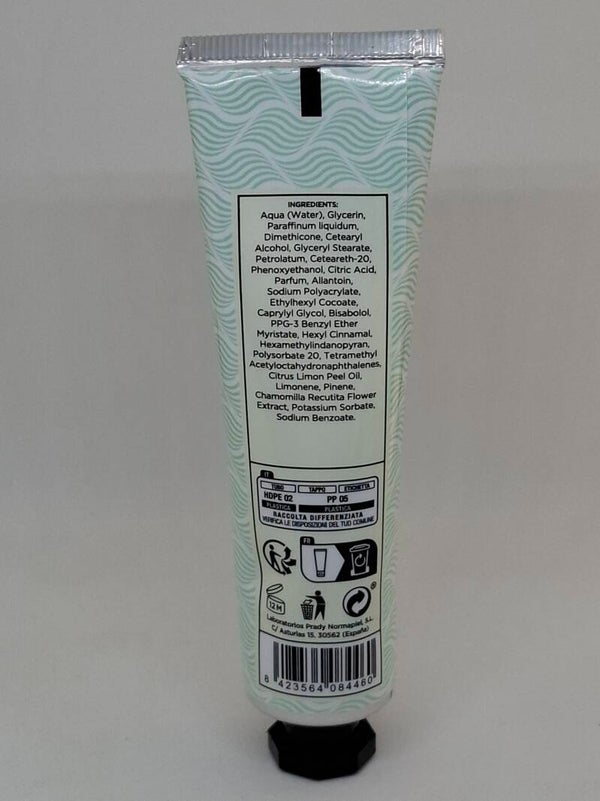 INGREDIENTS:
Aqua (Water), Glycerin,
Paraffinum liquidum,
Dimethicone, Cetearyl
Alcohol, Glyceryl Stearate,
Petrolatum, Ceteareth-20,
Phenoxyethanol, Citric Acid,
Parfum, Allantoin,
Sodium Polyacrylate,
Ethylhexyl Cocoate,
Caprylyl Glycol, Bisabolol,
PPG-3 Benzyl Ether
Myristate, Hexyl Cinnamal,
Hexamethylindanopyran,
Polysorbate 20, Tetramethyl
Acetyloctahydronaphthalenes,
Citrus Limon Peel Oil,
Limonene, Pinene,
Chamomilla Recutita Flower
Extract, Potassium Sorbate,
Sodium Benzoate.
IT
TUBO TAPPO ETICHETTA
HDPE 02 PP 05
PLASTICA PLASTICA
RACCOLTA DIFFERENZIATA
VERIFICA LE DISPOSIZIONI DEL TUO COMUNE
FR
12 M
Laboratorios Prady Normapiel, S.L.
C/ Asturias 15, 30562 (España)
8 423564 084460